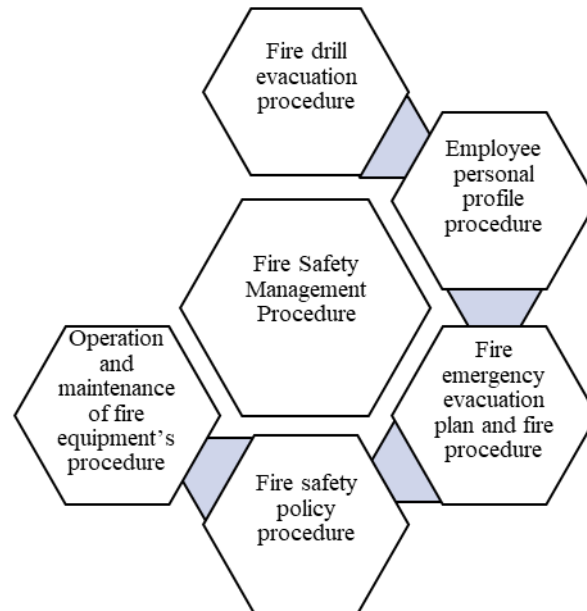 Fire drill
evacuation
procedure
Employee
personal
profile
procedure
Fire Safety
Management
Procedure
Operation
and
maintenance
of fire
equipment's
procedure
Fire
emergency
evacuation
plan and fire
procedure
Fire safety
policy
procedure